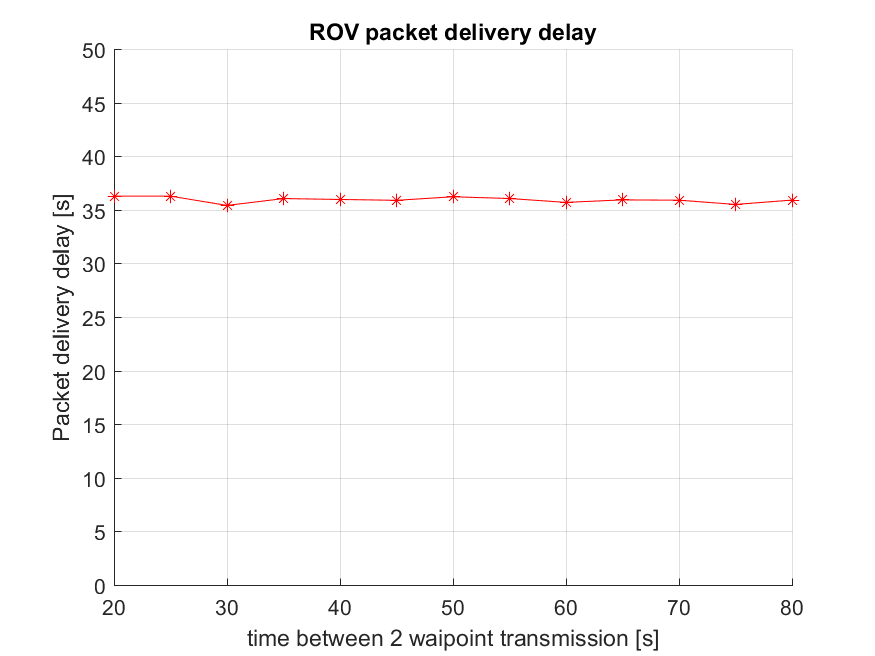 ROV packet delivery delay
50
45
40
35
30
25
20
15
10
5
0
Packet delivery delay [s]
20 30 40 50 60 70 80
time between 2 waipoint transmission [s]